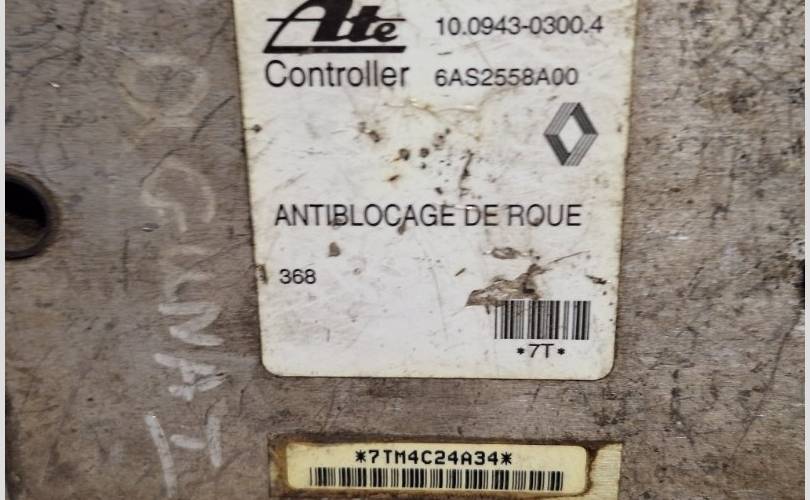 Ate 10.0943-0300.4
Controller 6AS2558A00
ANTIBLOCAGE DE ROUE
368
*7T*
*7TM4C24A34*